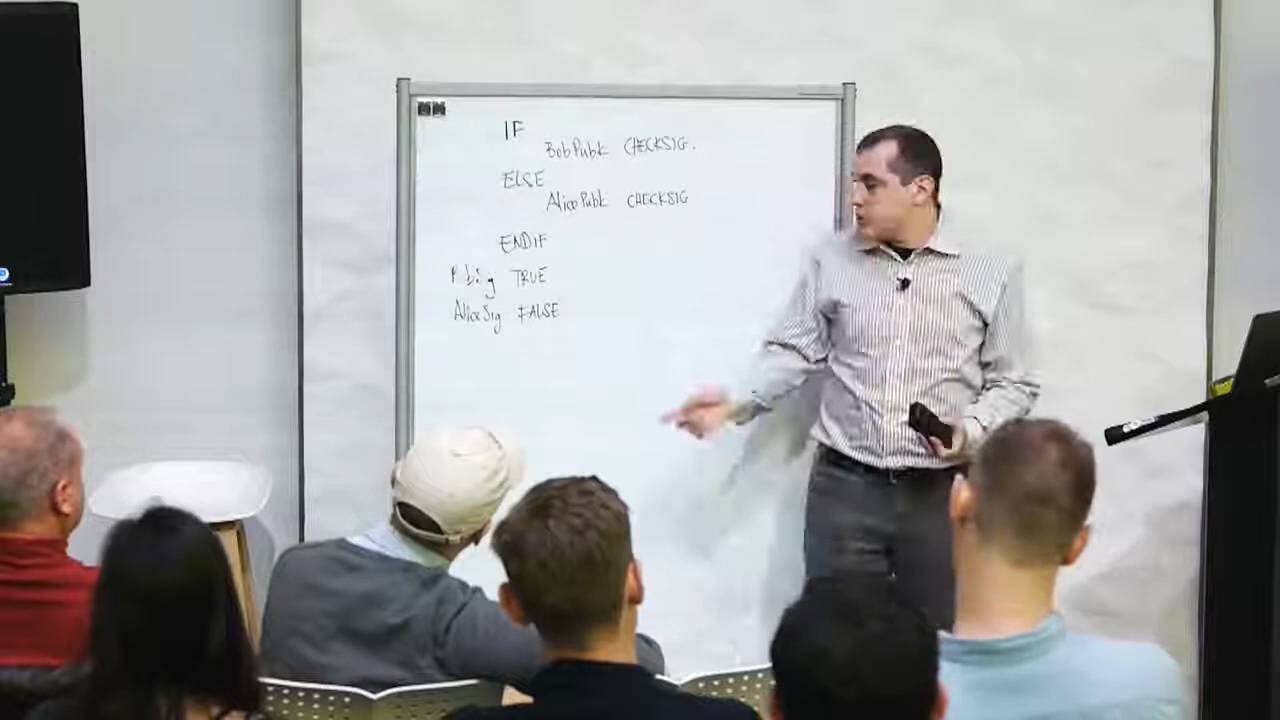 IF
BobPubk CHECKSIG.
ELSE
AlicePubk CHECKSIG
ENDIF
TRUE
AliceSig FALSE